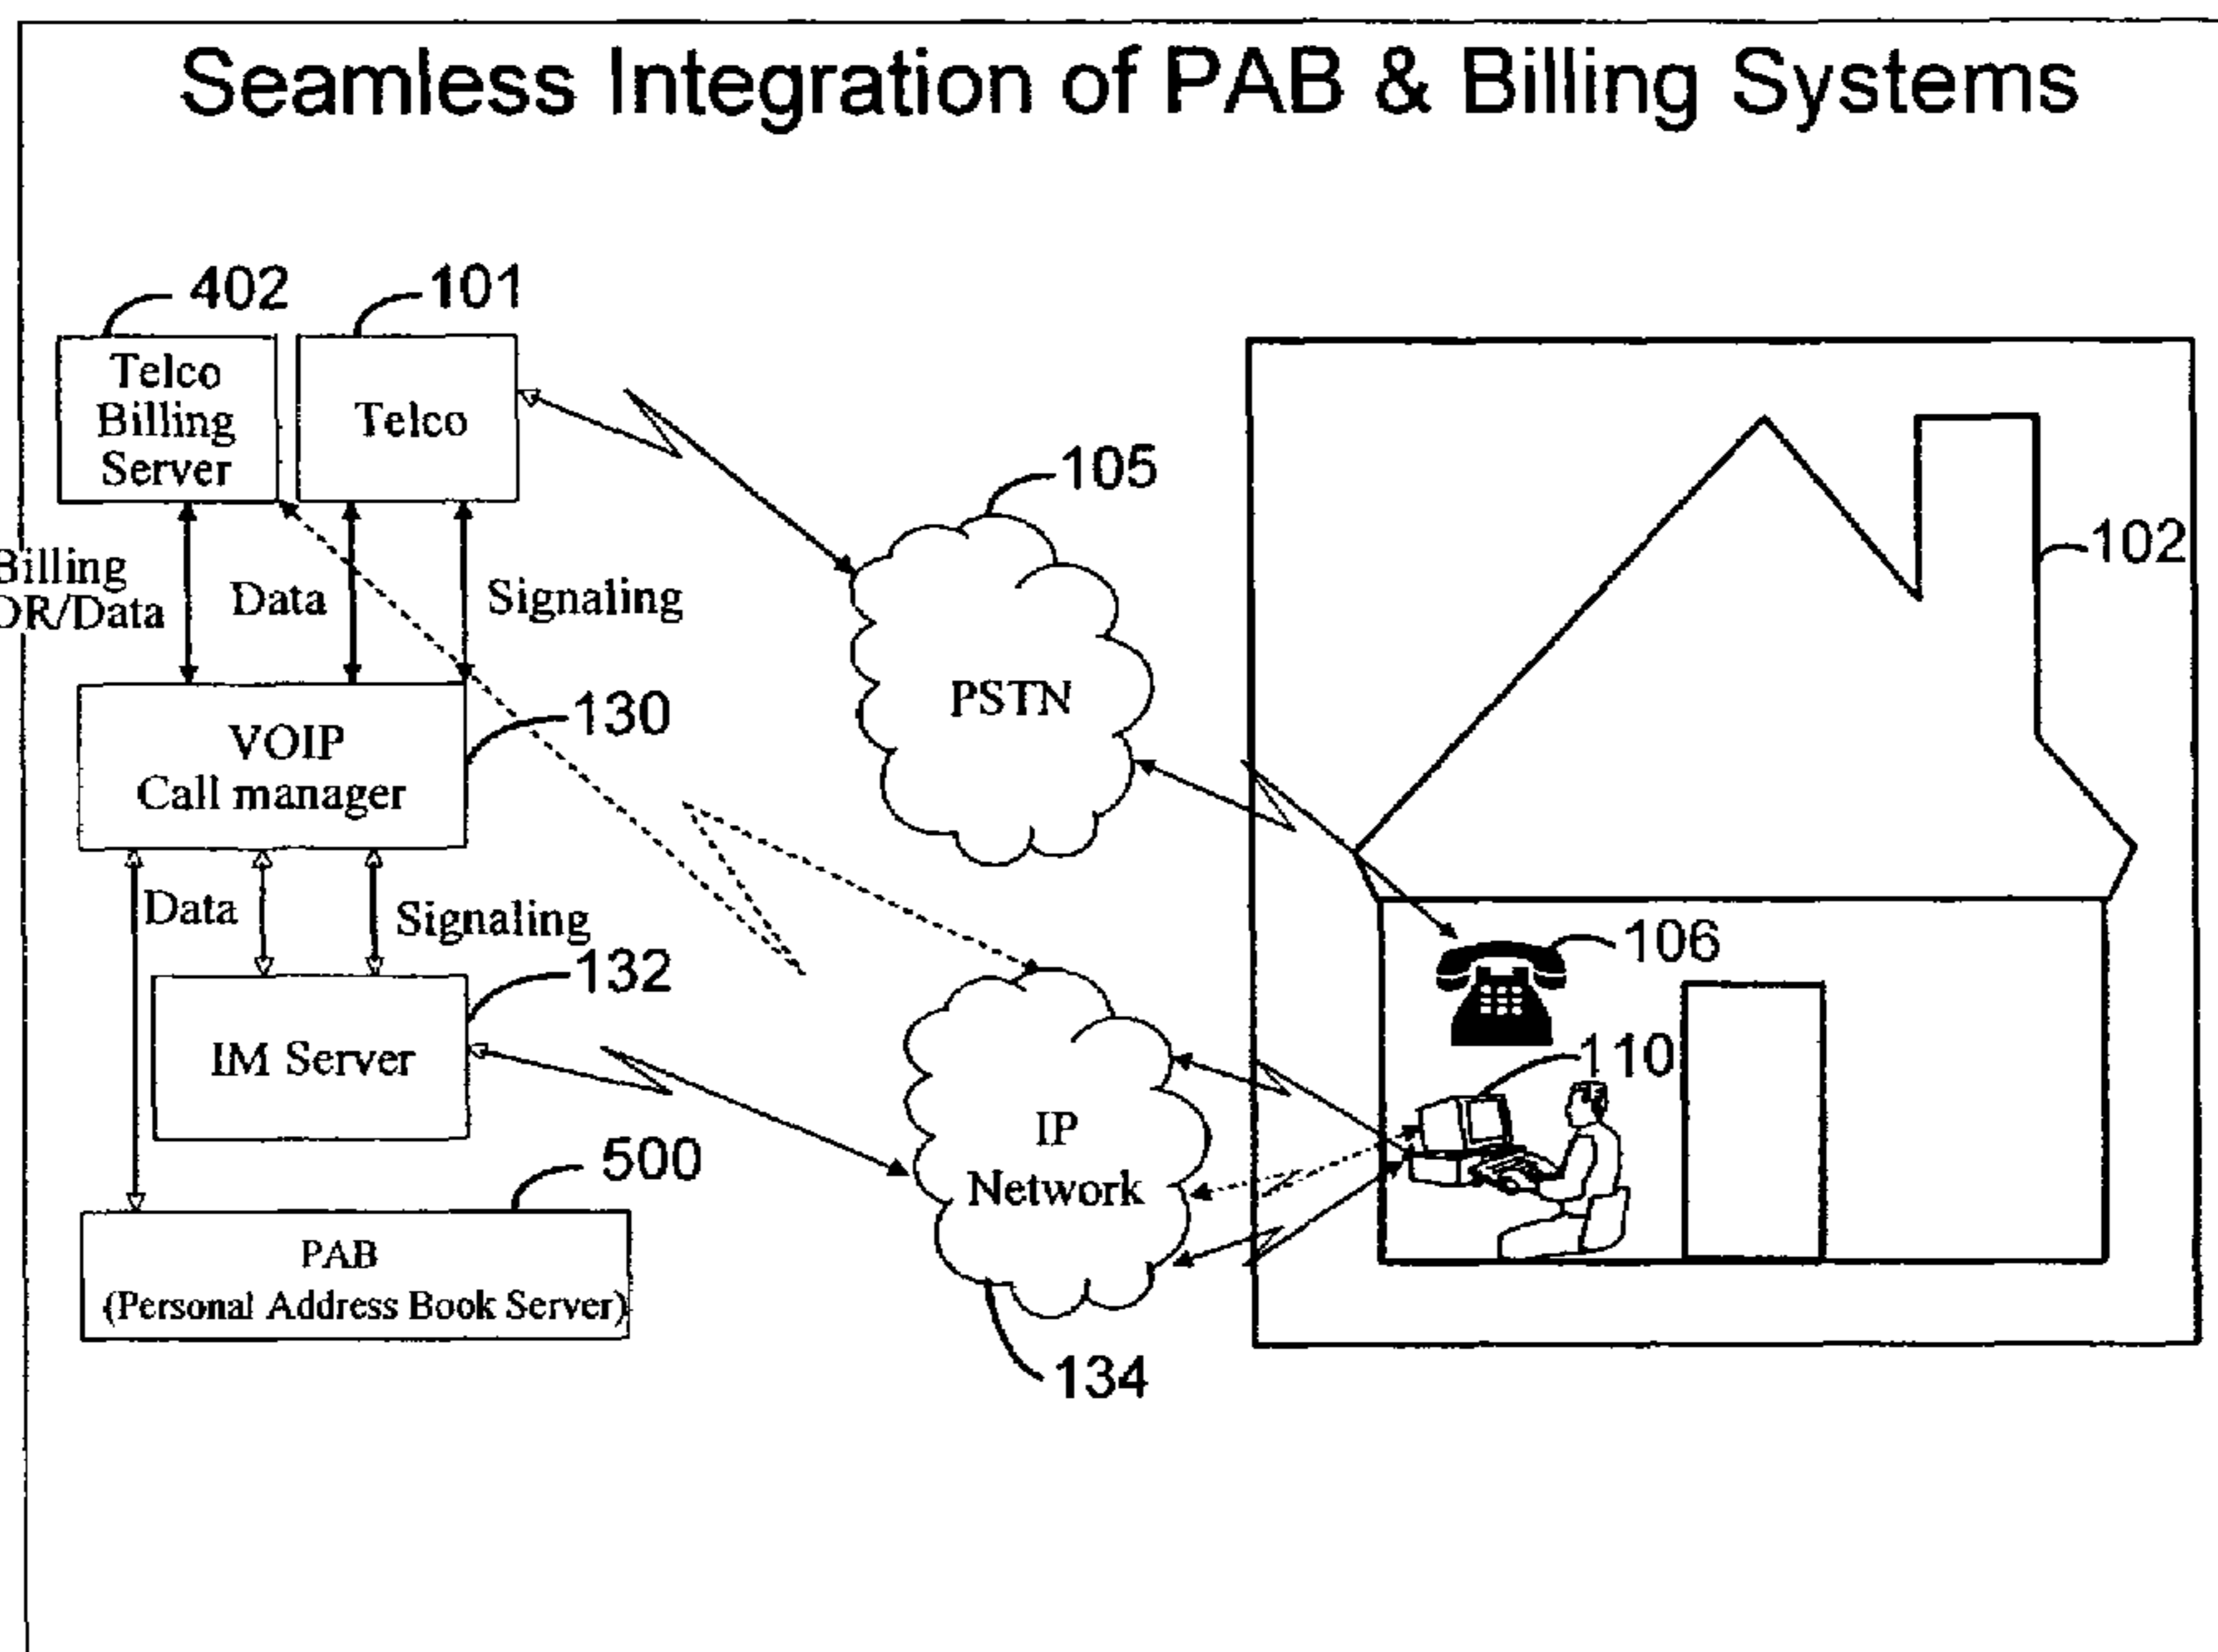 Seamless Integration of PAB & Billing Systems
402
101
Telco
Billing
Server
Telco
105
102
Billing
DR/Data
Data
Signaling
PSTN
130
VOIP
Call manager
Data
Signaling
106
132
110
IM Server
IP
Network
500
PAB
(Personal Address Book Server)
134